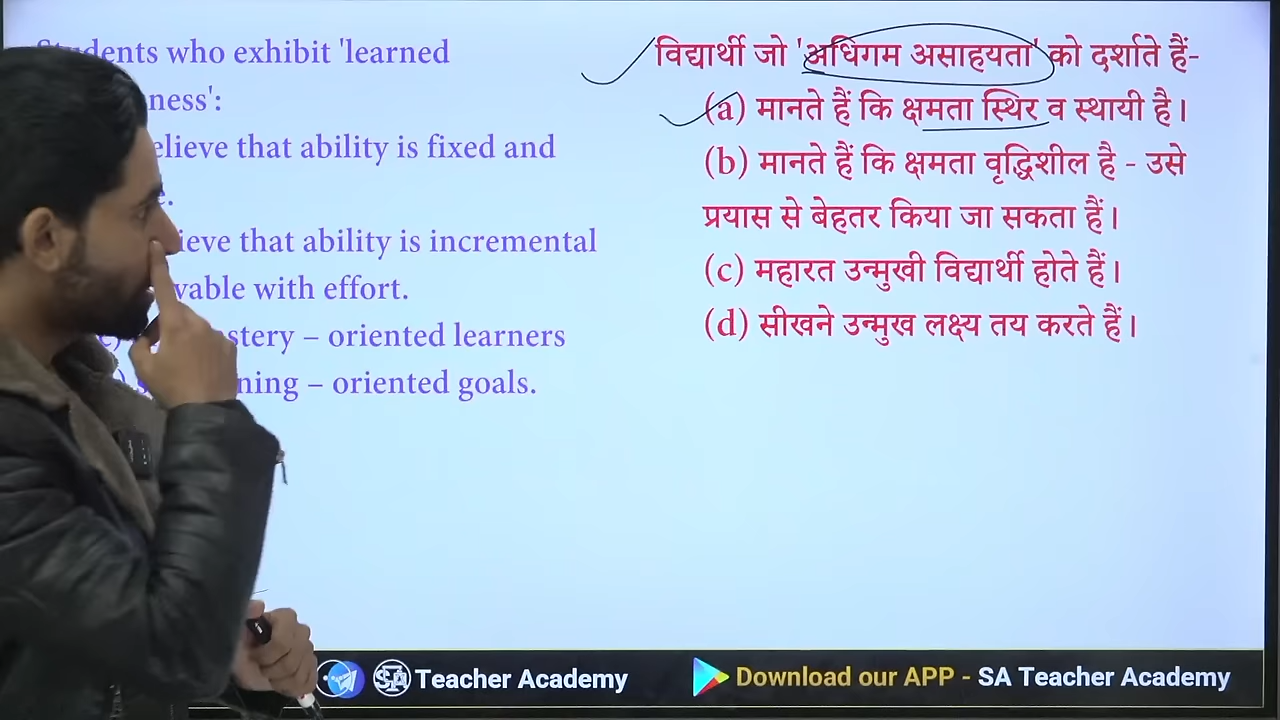 Students who exhibit 'learned
ness':
elieve that ability is fixed and
e.
ieve that ability is incremental
vable with effort.
stery – oriented learners
ning – oriented goals.
विद्यार्थी जो 'अधिगम असाहयता' को दर्शाते हैं-
(a) मानते हैं कि क्षमता स्थिर व स्थायी है।
(b) मानते हैं कि क्षमता वृद्धिशील है - उसे
प्रयास से बेहतर किया जा सकता हैं।
(c) महारत उन्मुखी विद्यार्थी होते हैं।
(d) सीखने उन्मुख लक्ष्य तय करते हैं।
SA Teacher Academy
Download our APP - SA Teacher Academy